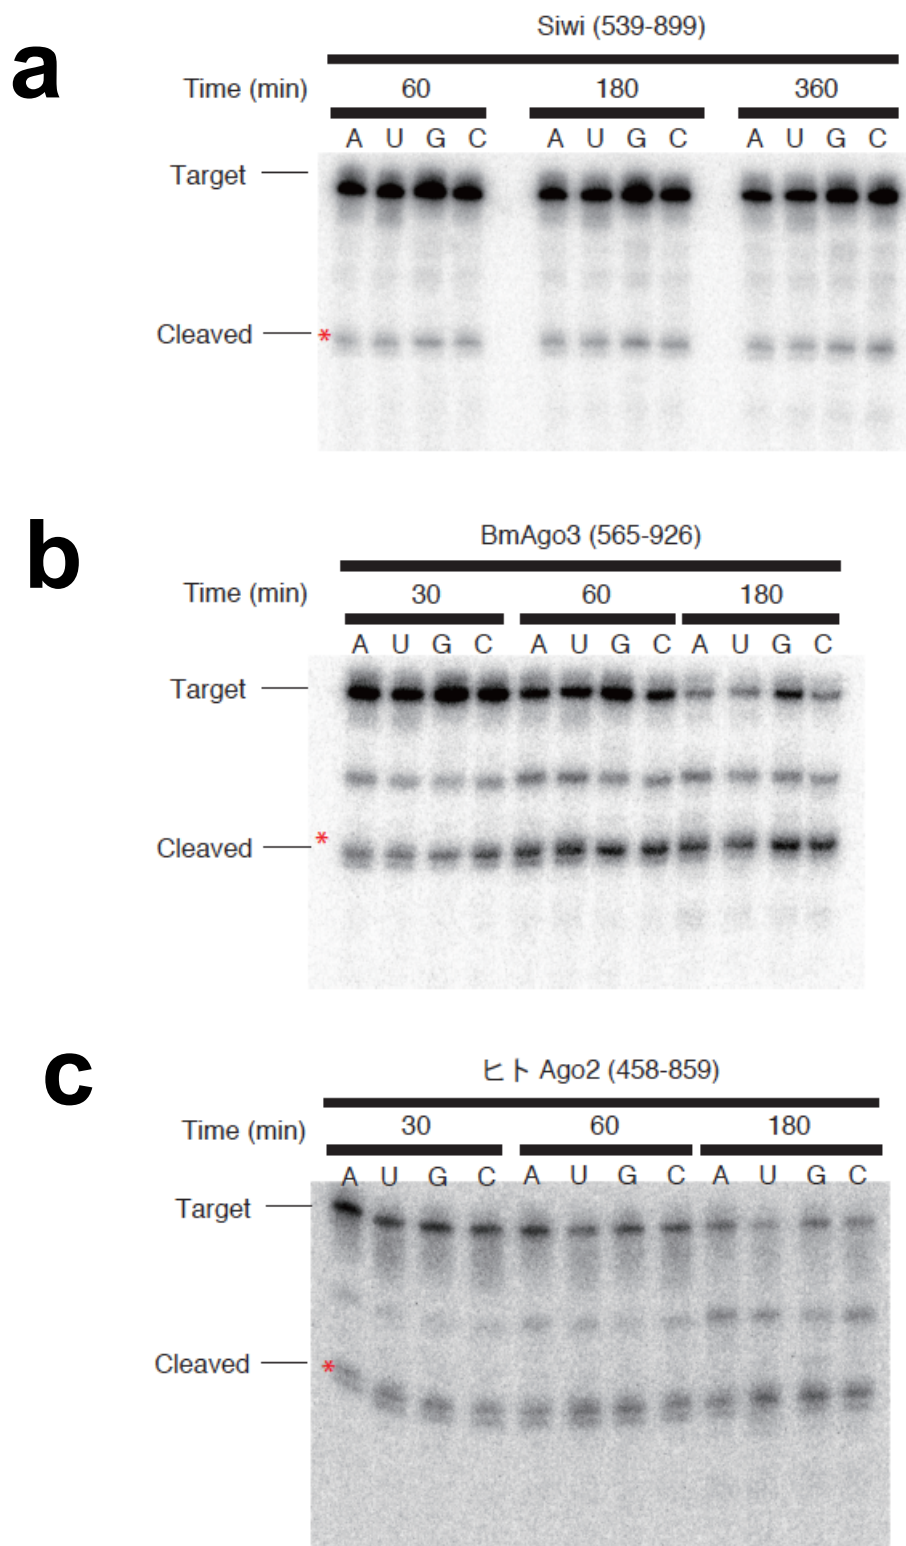 a
Siwi (539-899)
Time (min) 60 180 360
A U G C A U G C A U G C
Target
Cleaved *
b
BmAgo3 (565-926)
Time (min) 30 60 180
A U G C A U G C A U G C
Target
Cleaved *
c
ヒト Ago2 (458-859)
Time (min) 30 60 180
A U G C A U G C A U G C
Target
Cleaved *